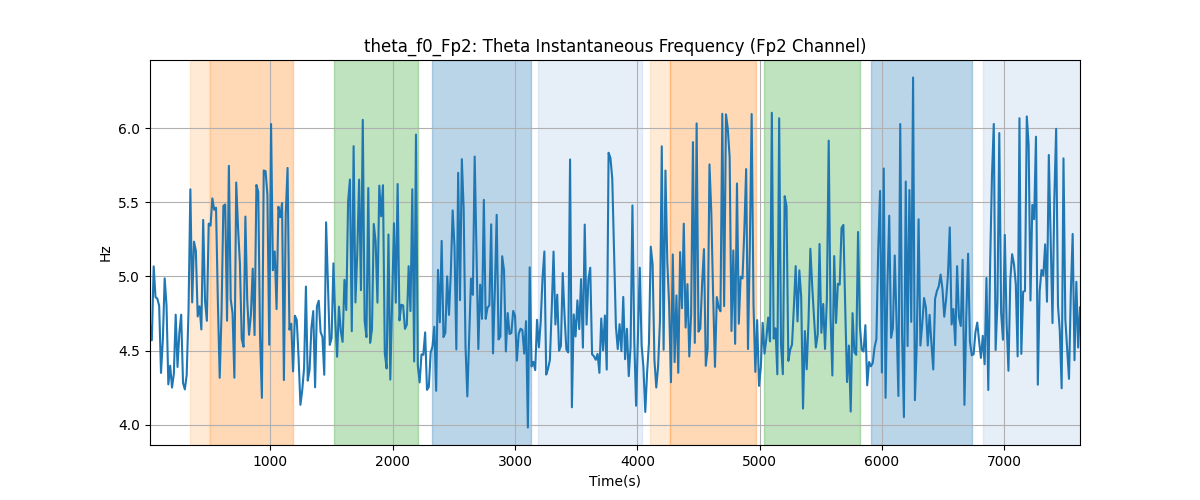 theta_f0_Fp2: Theta Instantaneous Frequency (Fp2 Channel)
Hz
6.0
5.5
5.0
4.5
4.0
1000 2000 3000 4000 5000 6000 7000
Time(s)